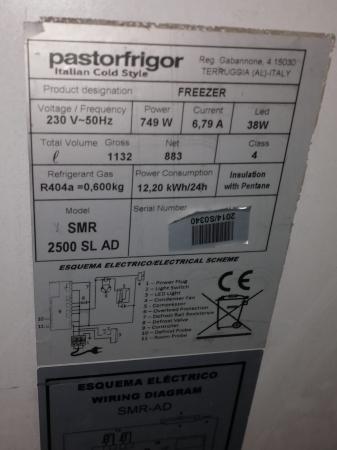 pastorfrigor
Italian Cold Style
Reg. Gabannone, 4 15030
TERRUGGIA (AL)-ITALY
Product designation FREEZER
Voltage / Frequency Power Current Led
230 V~50Hz 749 W 6,79 A 38W
Total Volume Gross Net Class
ℓ 1132 883 4
Refrigerant Gas Power Consumption Insulation
R404a =0,600kg 12,20 kWh/24h with Pentane
Model Serial Number
SMR
2500 SL AD
2014/S0340
ESQUEMA ELECTRICO/ELECTRICAL SCHEME
1 - Power Plug
2 - Light Switch
3 - LED Light
4 - Condenser Fan
5 - Compressor
6 - Overload Protection
7 - Defrost Rail Resistance
8 - Defrost Valve
9 - Controller
10 - Defrost Probe
11 - Room Probe
CE
ESQUEMA ELÉCTRICO
WIRING DIAGRAM
SMR-AD